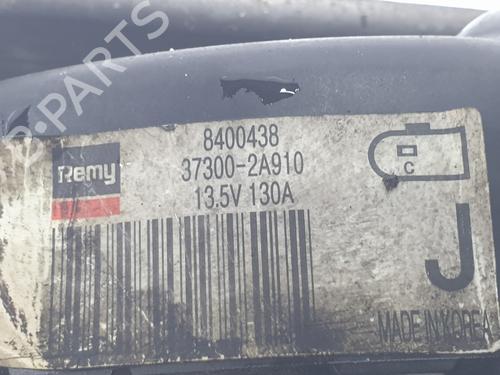 8400438
Remy
37300-2A910
13.5V 130A
C
J
MADE IN KOREA
B-PARTS